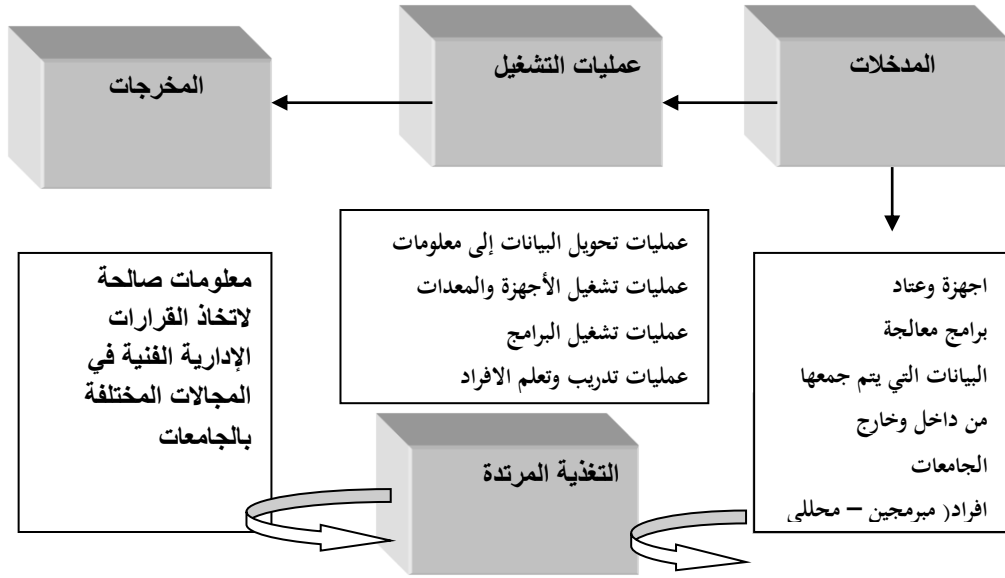 المدخلات
عمليات التشغيل
المخرجات
اجهزة وعتاد
برامج معالجة
البيانات التي يتم جمعها
من داخل وخارج
الجامعات
افراد( مبرمجين – محللي
عمليات تحويل البيانات إلى معلومات
عمليات تشغيل الأجهزة والمعدات
عمليات تشغيل البرامج
عمليات تدريب وتعلم الافراد
معلومات صالحة
لاتخاذ القرارات
الإدارية الفنية في
المجالات المختلفة
بالجامعات
التغذية المرتدة